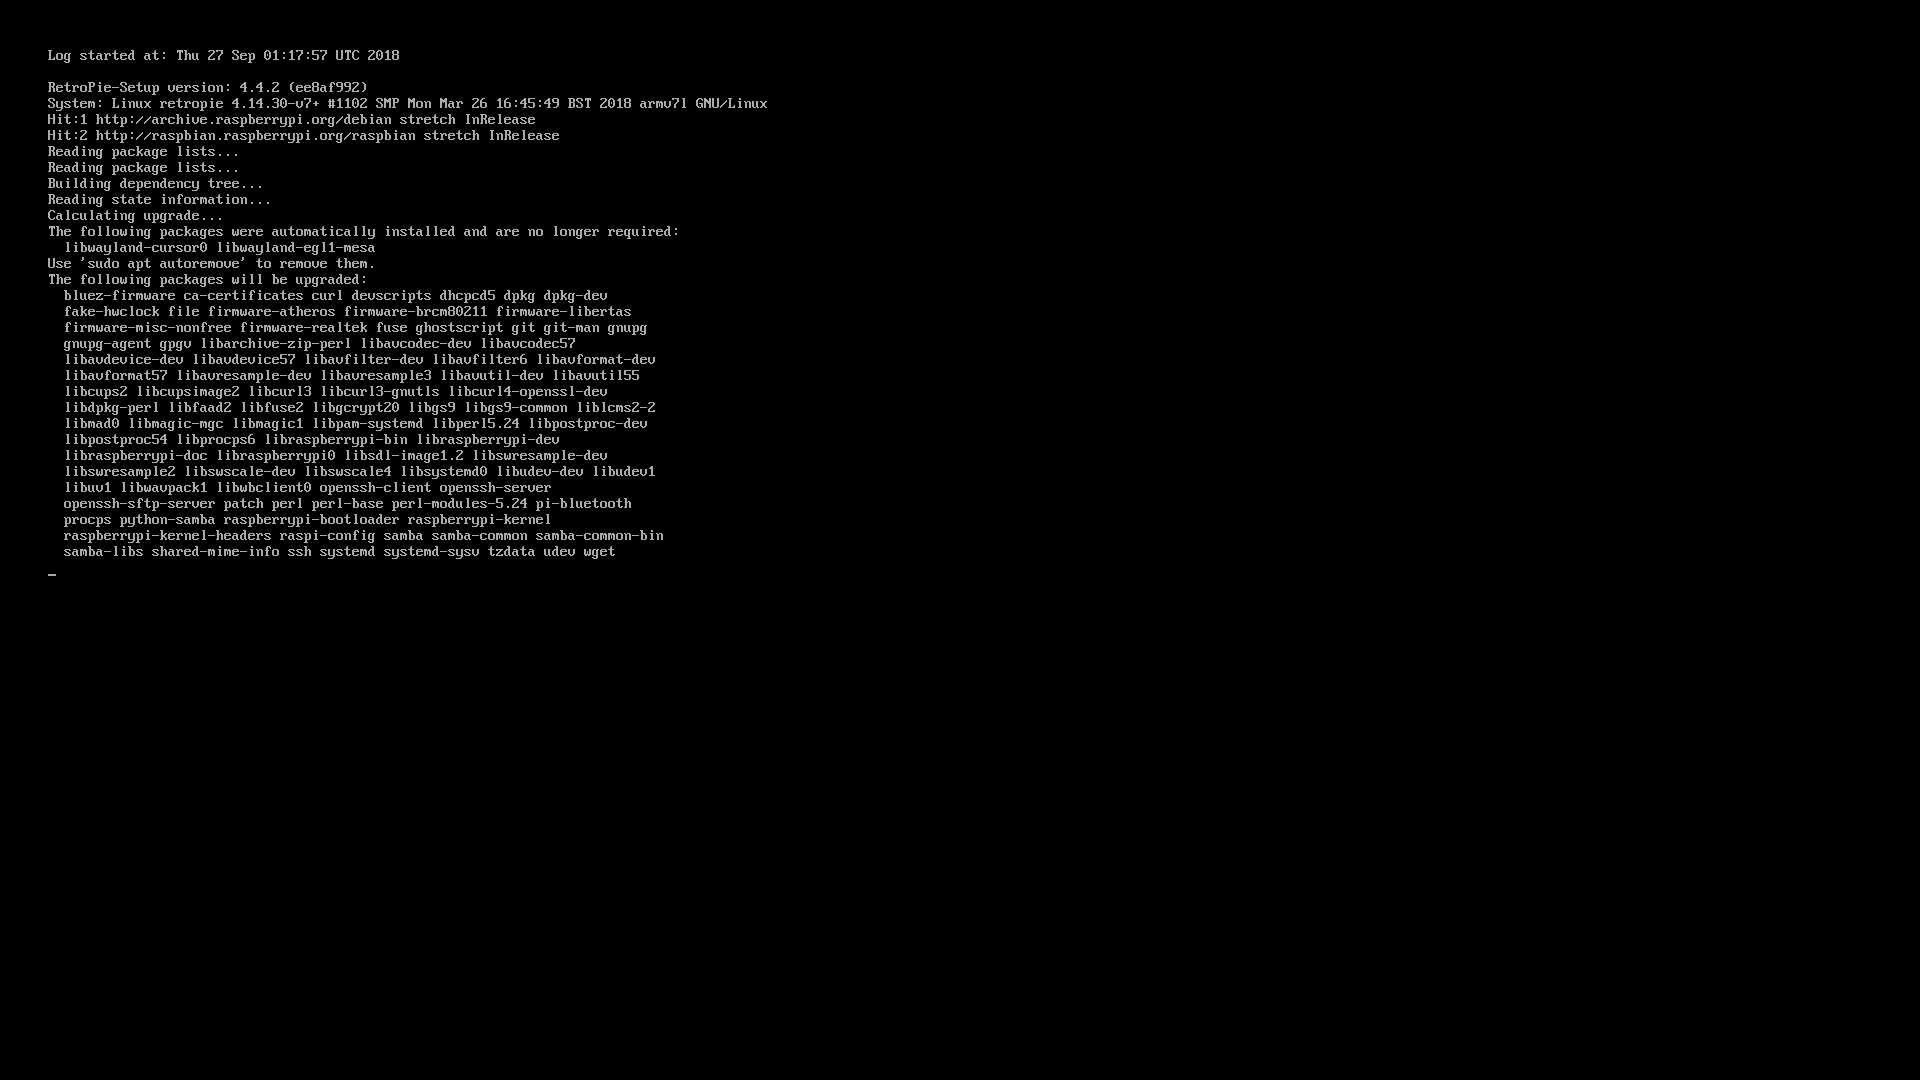 Log started at: Thu 27 Sep 01:17:57 UTC 2018
RetroPie-Setup version: 4.4.2 (ee8af992)
System: Linux retropie 4.14.30-v7+ #1102 SMP Mon Mar 26 16:45:49 BST 2018 armv7l GNU/Linux
Hit:1 http://archive.raspberrypi.org/debian stretch InRelease
Hit:2 http://raspbian.raspberrypi.org/raspbian stretch InRelease
Reading package lists...
Reading package lists...
Building dependency tree...
Reading state information...
Calculating upgrade...
The following packages were automatically installed and are no longer required:
  libwayland-cursor0 libwayland-egl1-mesa
Use 'sudo apt autoremove' to remove them.
The following packages will be upgraded:
  bluez-firmware ca-certificates curl devscripts dhcpcd5 dpkg dpkg-dev
  fake-hwclock file firmware-atheros firmware-brcm80211 firmware-libertas
  firmware-misc-nonfree firmware-realtek fuse ghostscript git git-man gnupg
  gnupg-agent gpgv libarchive-zip-perl libavcodec-dev libavcodec57
  libavdevice-dev libavdevice57 libavfilter-dev libavfilter6 libavformat-dev
  libavformat57 libavresample-dev libavresample3 libavutil-dev libavutil55
  libcups2 libcupsimage2 libcurl3 libcurl3-gnutls libcurl4-openssl-dev
  libdpkg-perl libfaad2 libfuse2 libgcrypt20 libgs9 libgs9-common liblcms2-2
  libmad0 libmagic-mgc libmagic1 libpam-systemd libperl5.24 libpostproc-dev
  libpostproc54 libprocps6 libraspberrypi-bin libraspberrypi-dev
  libraspberrypi-doc libraspberrypi0 libsdl-image1.2 libswresample-dev
  libswresample2 libswscale-dev libswscale4 libsystemd0 libudev-dev libudev1
  libuv1 libwavpack1 libwbclient0 openssh-client openssh-server
  openssh-sftp-server patch perl perl-base perl-modules-5.24 pi-bluetooth
  procps python-samba raspberrypi-bootloader raspberrypi-kernel
  raspberrypi-kernel-headers raspi-config samba samba-common samba-common-bin
  samba-libs shared-mime-info ssh systemd systemd-sysv tzdata udev wget